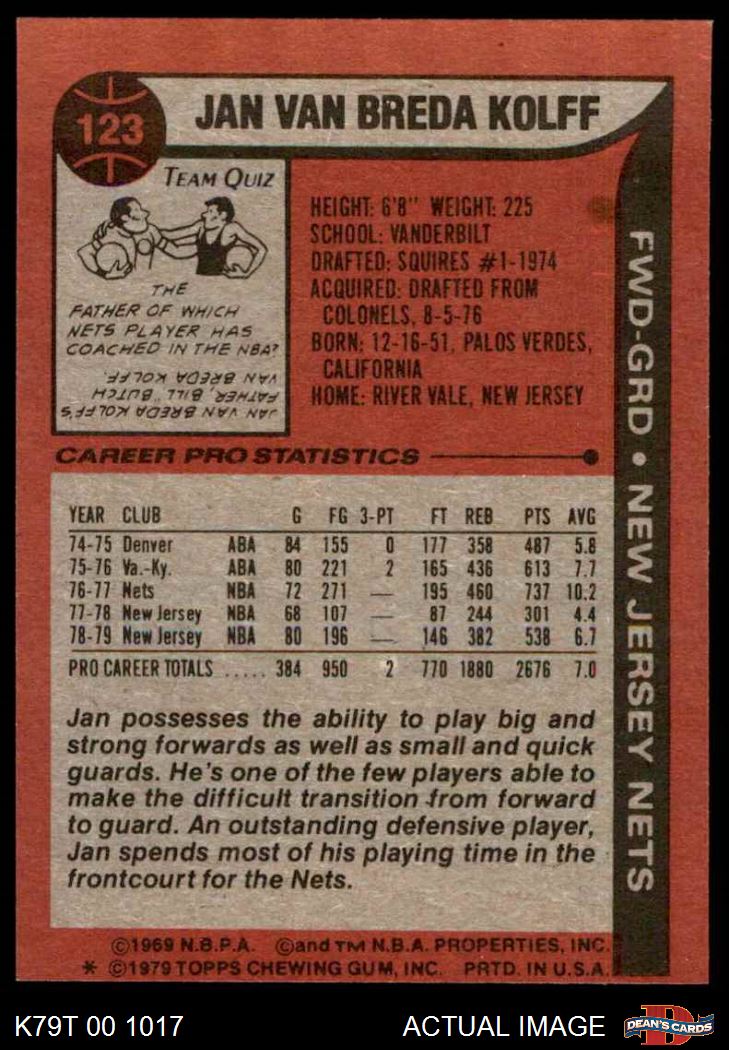 123
JAN VAN BREDA KOLFF
TEAM QUIZ
THE
FATHER OF WHICH
NETS PLAYER HAS
COACHED IN THE NBA?
JAN VAN BREDA KOLFF'S
FATHER, BILL "BUTCH"
VAN BREDA KOLFF.
HEIGHT: 6'8" WEIGHT: 225
SCHOOL: VANDERBILT
DRAFTED: SQUIRES #1-1974
ACQUIRED: DRAFTED FROM
COLONELS, 8-5-76
BORN: 12-16-51, PALOS VERDES,
CALIFORNIA
HOME: RIVER VALE, NEW JERSEY
FWD-GRD • NEW JERSEY NETS
CAREER PRO STATISTICS
YEAR CLUB G FG 3-PT FT REB PTS AVG
74-75 Denver ABA 84 155 0 177 358 487 5.8
75-76 Va.-Ky. ABA 80 221 2 165 436 613 7.7
76-77 Nets NBA 72 271 — 195 460 737 10.2
77-78 New Jersey NBA 68 107 — 87 244 301 4.4
78-79 New Jersey NBA 80 196 — 146 382 538 6.7
PRO CAREER TOTALS ..... 384 950 2 770 1880 2676 7.0
Jan possesses the ability to play big and
strong forwards as well as small and quick
guards. He's one of the few players able to
make the difficult transition from forward
to guard. An outstanding defensive player,
Jan spends most of his playing time in the
frontcourt for the Nets.
©1969 N.B.P.A. ©and TM N.B.A. PROPERTIES, INC.
* ©1979 TOPPS CHEWING GUM, INC. PRTD. IN U.S.A.
K79T 00 1017 ACTUAL IMAGE D DEAN'S CARDS